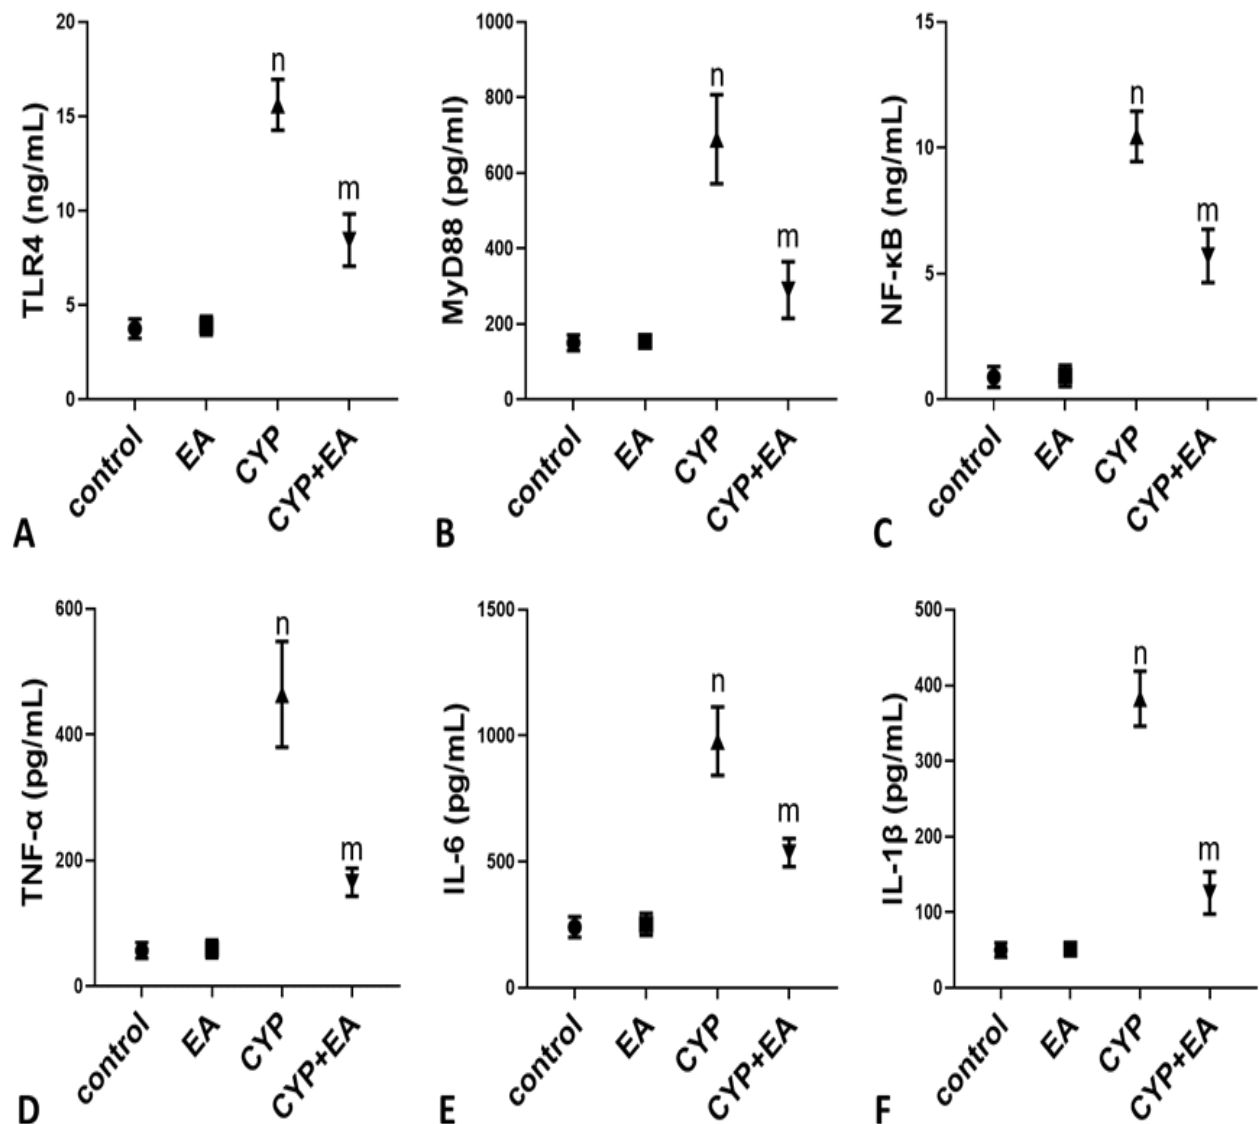 TLR4 (ng/mL)
20
15
10
5
0
n
m
control
EA
CYP
CYP+EA
A
MyD88 (pg/ml)
1000
800
600
400
200
0
n
m
control
EA
CYP
CYP+EA
B
NF-κB (ng/mL)
15
10
5
0
n
m
control
EA
CYP
CYP+EA
C
TNF-α (pg/mL)
600
400
200
0
n
m
control
EA
CYP
CYP+EA
D
IL-6 (pg/mL)
1500
1000
500
0
n
m
control
EA
CYP
CYP+EA
E
IL-1β (pg/mL)
500
400
300
200
100
0
n
m
control
EA
CYP
CYP+EA
F